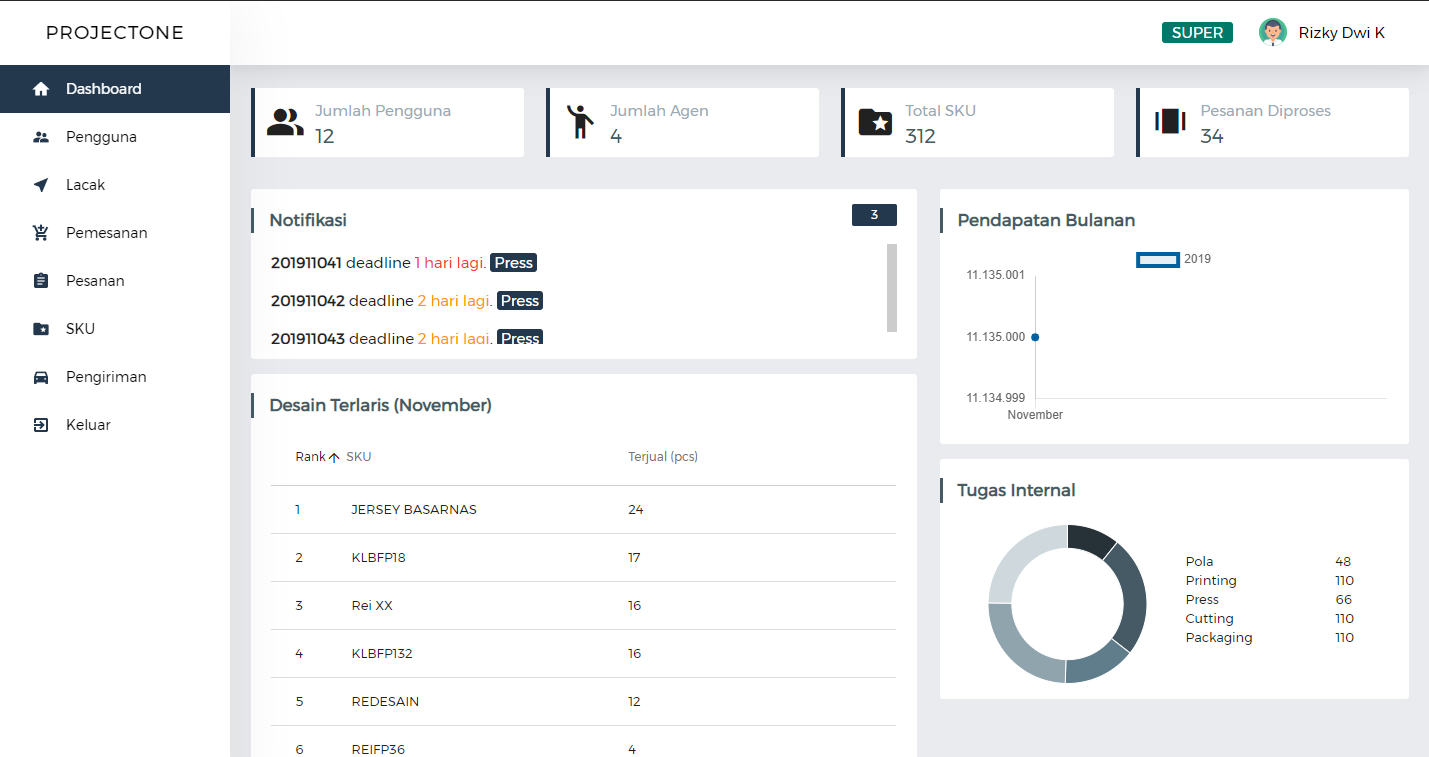 PROJECTONE
SUPER
Rizky Dwi K
Dashboard
Pengguna
Lacak
Pemesanan
Pesanan
SKU
Pengiriman
Keluar
Jumlah Pengguna
12
Jumlah Agen
4
Total SKU
312
Pesanan Diproses
34
Notifikasi
3
201911041 deadline 1 hari lagi. Press
201911042 deadline 2 hari lagi. Press
201911043 deadline 2 hari lagi. Press
Desain Terlaris (November)
Rank SKU Terjual (pcs)
1 JERSEY BASARNAS 24
2 KLBFP18 17
3 Rei XX 16
4 KLBFP132 16
5 REDESAIN 12
6 REIFP36 4
Pendapatan Bulanan
2019
11.135.001
11.135.000
11.134.999
November
Tugas Internal
Pola 48
Printing 110
Press 66
Cutting 110
Packaging 110